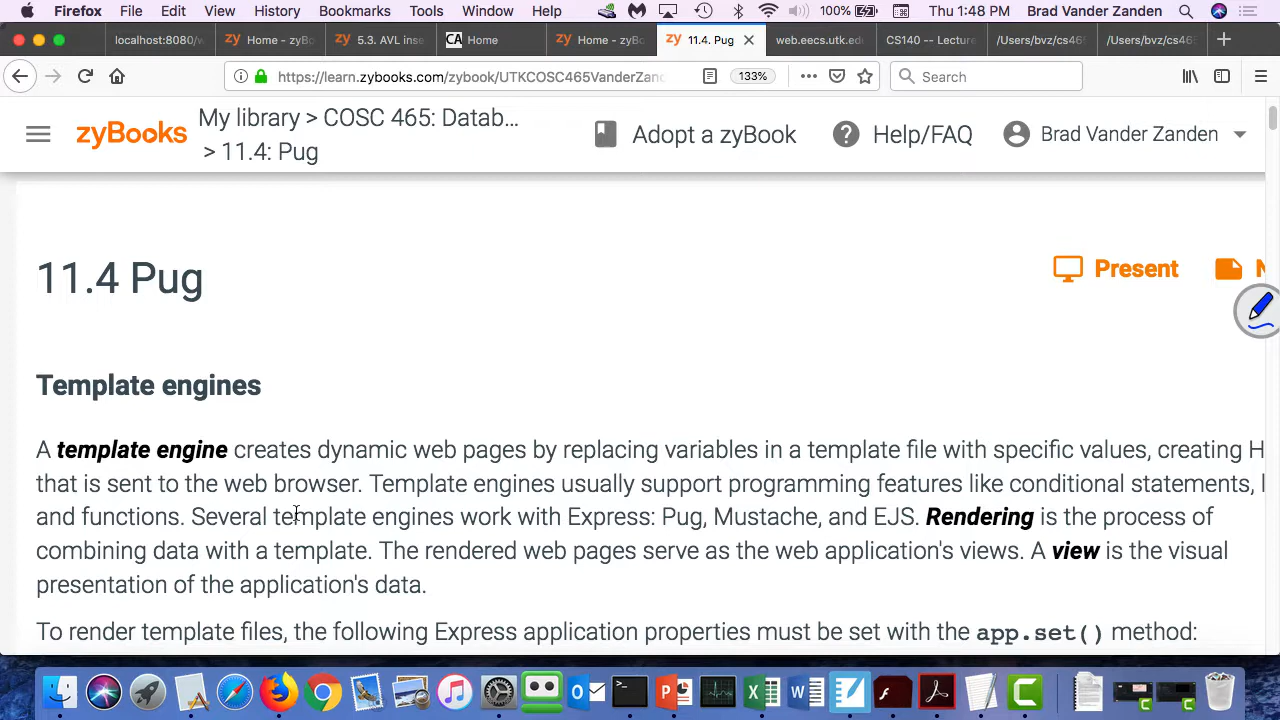 Firefox File Edit View History Bookmarks Tools Window Help 100% Thu 1:48 PM Brad Vander Zanden
localhost:8080/w Home - zyBo 5.3. AVL inse CA Home Home - zyBo 11.4. Pug web.eecs.utk.edu CS140 -- Lecture /Users/bvz/cs46 /Users/bvz/cs46
https://learn.zybooks.com/zybook/UTKCOSC465VanderZand 133% Search
zyBooks My library > COSC 465: Datab... Adopt a zyBook Help/FAQ Brad Vander Zanden
> 11.4: Pug
11.4 Pug Present N
Template engines
A template engine creates dynamic web pages by replacing variables in a template file with specific values, creating H
that is sent to the web browser. Template engines usually support programming features like conditional statements, l
and functions. Several template engines work with Express: Pug, Mustache, and EJS. Rendering is the process of
combining data with a template. The rendered web pages serve as the web application's views. A view is the visual
presentation of the application's data.
To render template files, the following Express application properties must be set with the app.set() method: